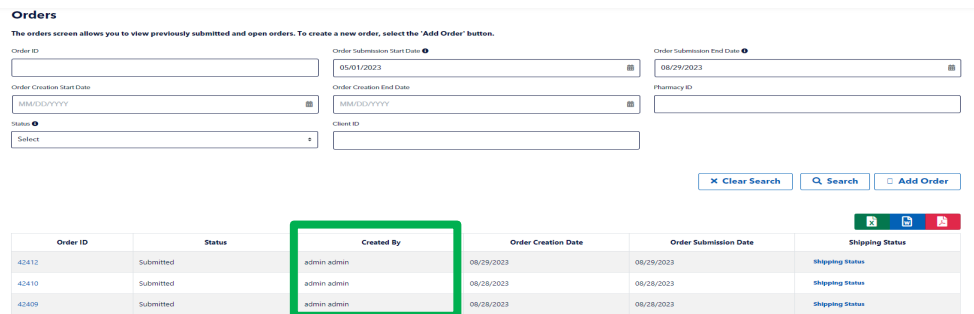 Orders
The orders screen allows you to view previously submitted and open orders. To create a new order, select the 'Add Order' button.
Order ID Order Submission Start Date Order Submission End Date
05/01/2023 08/29/2023
Order Creation Start Date Order Creation End Date Pharmacy ID
MM/DD/YYYY MM/DD/YYYY
Status Client ID
Select
Clear Search Search Add Order
Order ID Status Created By Order Creation Date Order Submission Date Shipping Status
42412 Submitted admin admin 08/29/2023 08/29/2023 Shipping Status
42410 Submitted admin admin 08/28/2023 08/28/2023 Shipping Status
42409 Submitted admin admin 08/28/2023 08/28/2023 Shipping Status